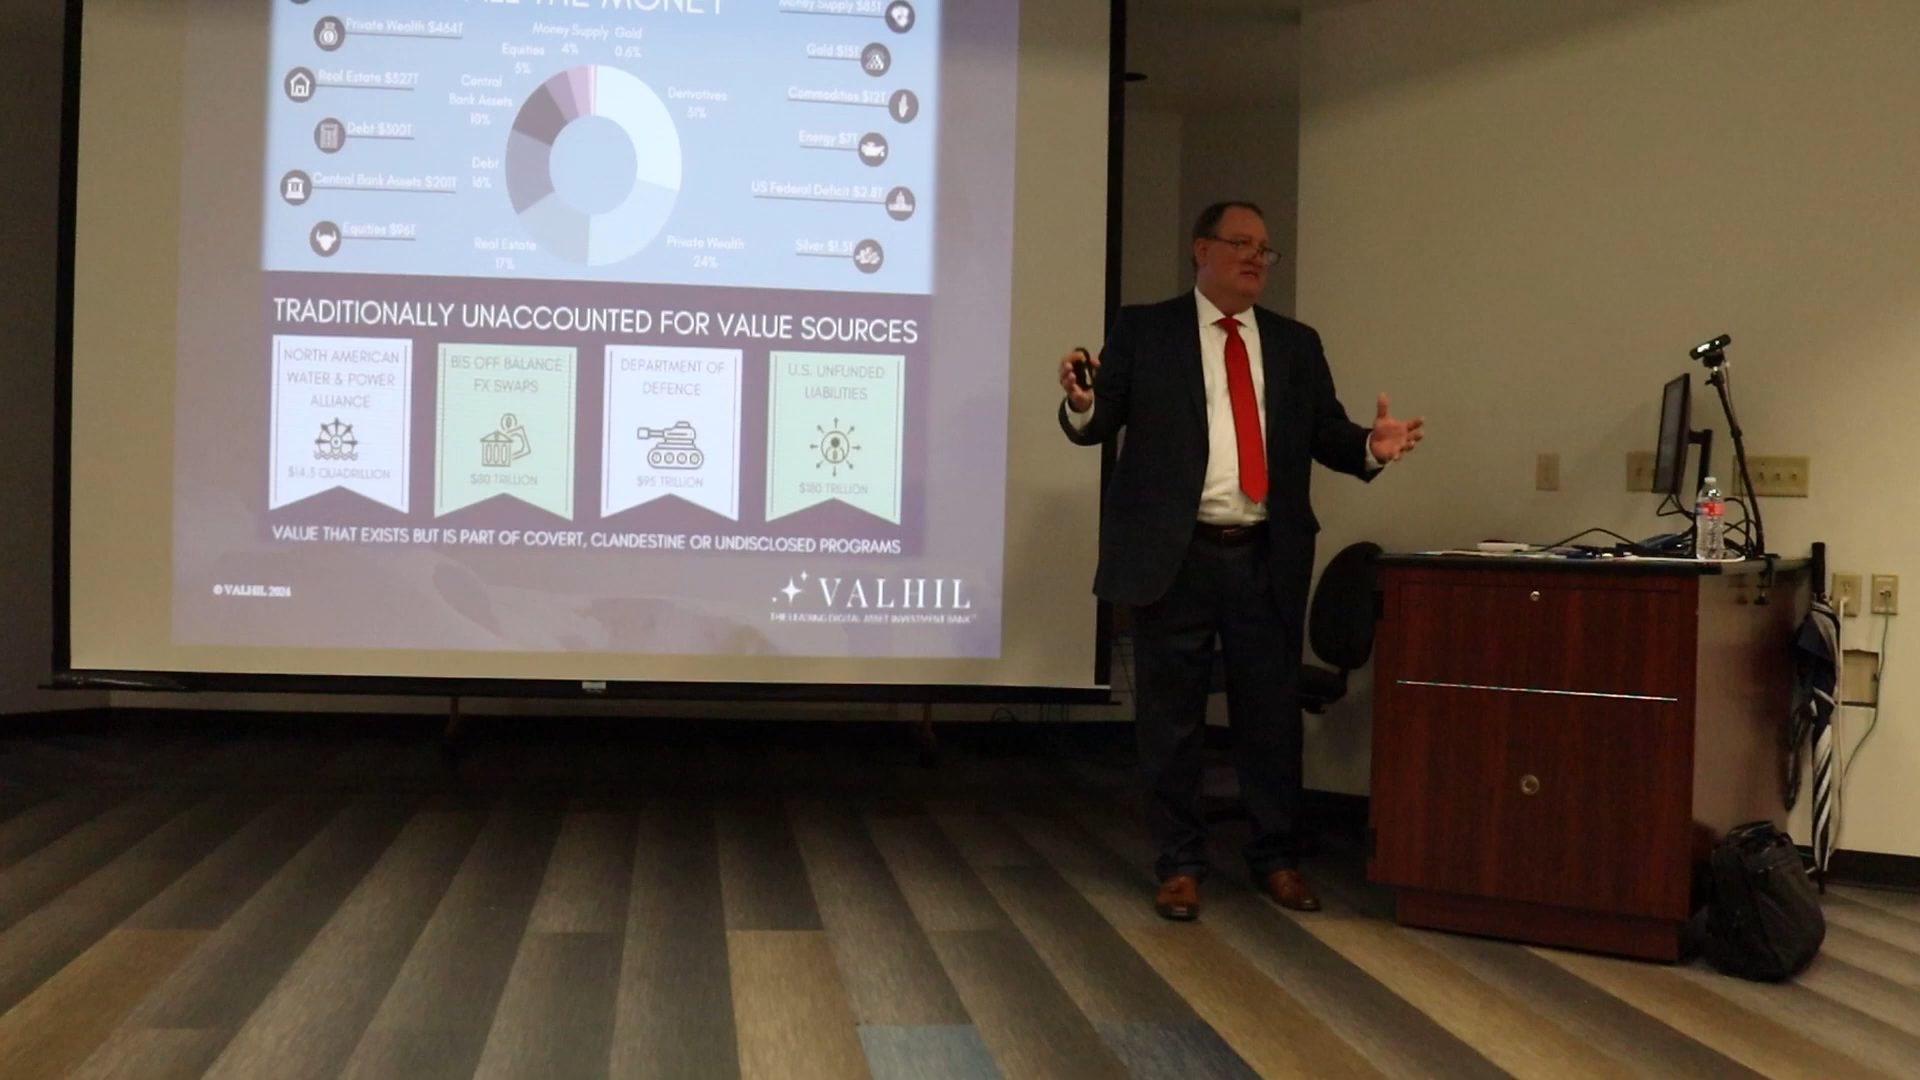 ALL THE MONEY
Private Wealth $464T
Real Estate $327T
Debt $300T
Central Bank Assets $201T
Equities $96T
Money Supply
4%
Gold
0.6%
Equities
5%
Central
Bank Assets
10%
Debt
16%
Real Estate
17%
Derivatives
31%
Private Wealth
24%
Money Supply $83T
Gold $13T
Commodities $12T
Energy $7T
US Federal Deficit $2.8T
Silver $1.3T
TRADITIONALLY UNACCOUNTED FOR VALUE SOURCES
NORTH AMERICAN
WATER & POWER
ALLIANCE
$14.3 QUADRILLION
BIS OFF BALANCE
FX SWAPS
$80 TRILLION
DEPARTMENT OF
DEFENCE
$95 TRILLION
U.S. UNFUNDED
LIABILITIES
$180 TRILLION
VALUE THAT EXISTS BUT IS PART OF COVERT, CLANDESTINE OR UNDISCLOSED PROGRAMS
© VALHIL 2024
VALHIL
THE LEADING DIGITAL ASSET INVESTMENT BANK